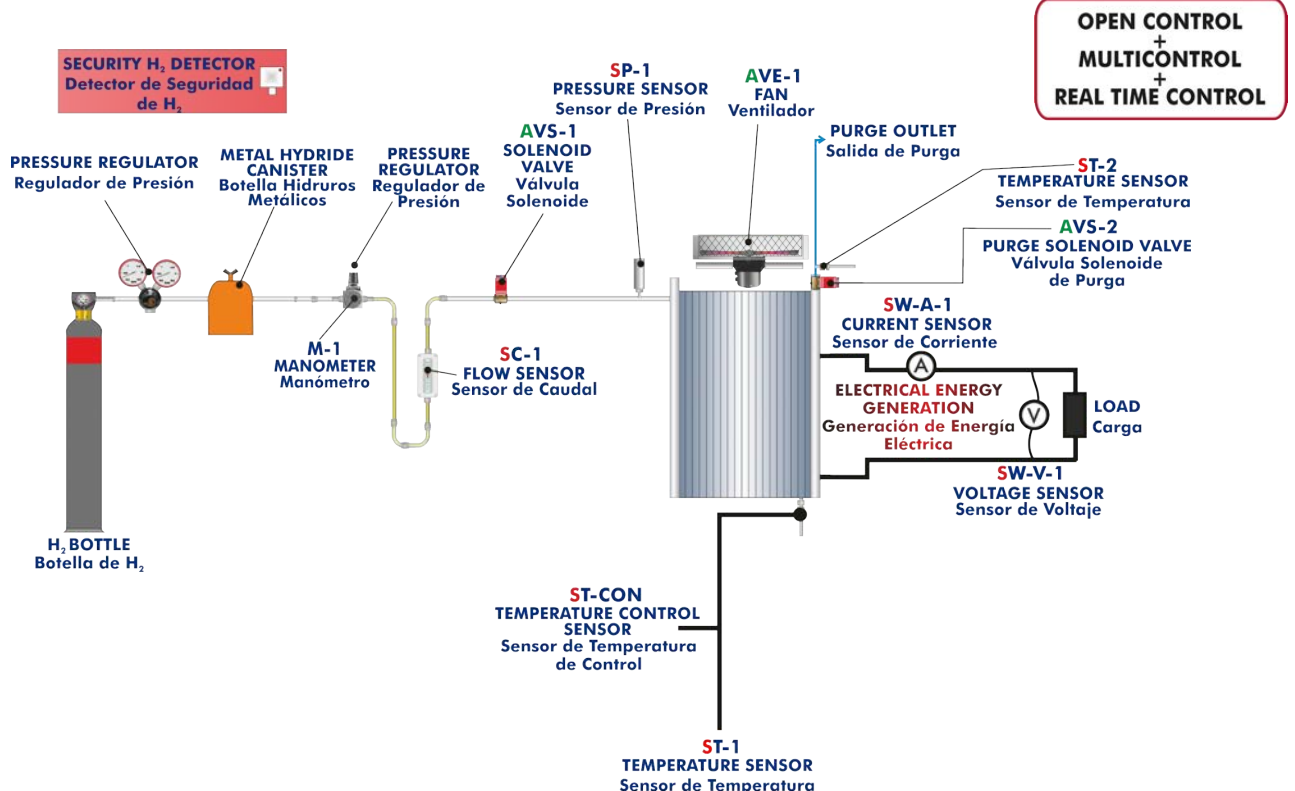 OPEN CONTROL
+
MULTICONTROL
+
REAL TIME CONTROL
SECURITY H₂ DETECTOR
Detector de Seguridad
de H₂
PRESSURE REGULATOR
Regulador de Presión
METAL HYDRIDE
CANISTER
Botella Hidruros
Metálicos
PRESSURE
REGULATOR
Regulador de
Presión
AVS-1
SOLENOID
VALVE
Válvula
Solenoide
SP-1
PRESSURE SENSOR
Sensor de Presión
AVE-1
FAN
Ventilador
PURGE OUTLET
Salida de Purga
ST-2
TEMPERATURE SENSOR
Sensor de Temperatura
AVS-2
PURGE SOLENOID VALVE
Válvula Solenoide
de Purga
M-1
MANOMETER
Manómetro
SC-1
FLOW SENSOR
Sensor de Caudal
SW-A-1
CURRENT SENSOR
Sensor de Corriente
A
ELECTRICAL ENERGY
GENERATION
Generación de Energía
Eléctrica
V
LOAD
Carga
SW-V-1
VOLTAGE SENSOR
Sensor de Voltaje
H₂ BOTTLE
Botella de H₂
ST-CON
TEMPERATURE CONTROL
SENSOR
Sensor de Temperatura
de Control
ST-1
TEMPERATURE SENSOR
Sensor de Temperatura